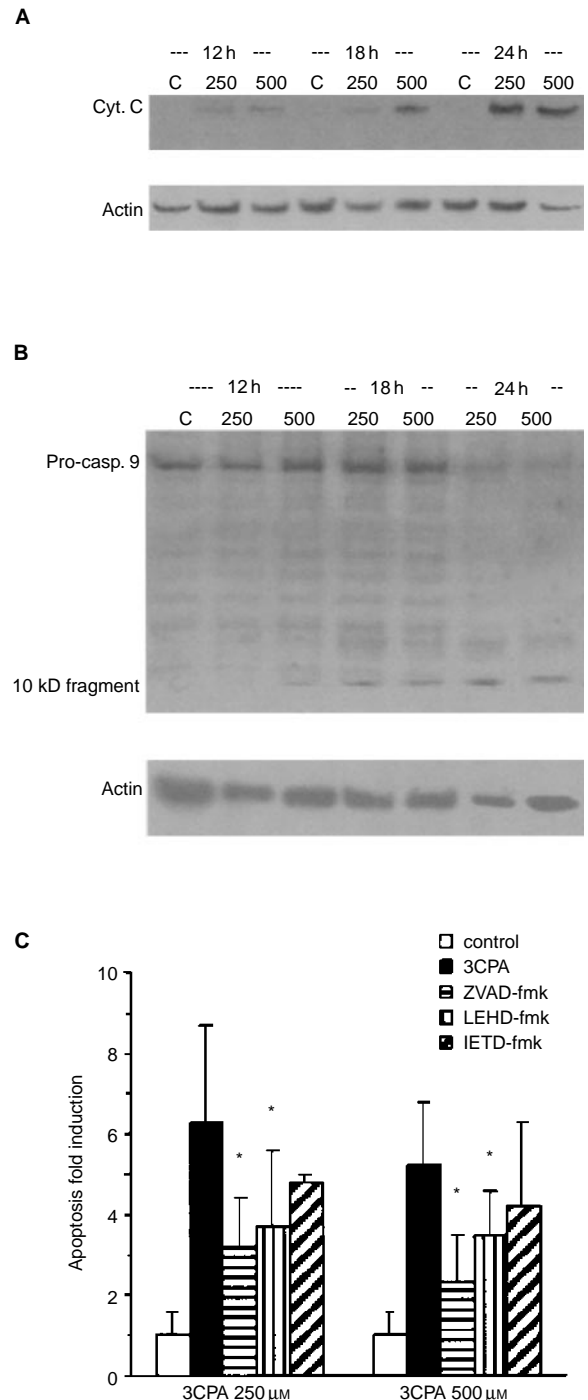 A
--- 12 h --- --- 18 h --- --- 24 h ---
C 250 500 C 250 500 C 250 500
Cyt. C
Actin
B
---- 12 h ---- -- 18 h -- -- 24 h --
C 250 500 250 500 250 500
Pro-casp. 9
10 kD fragment
Actin
C
control
3CPA
ZVAD-fmk
LEHD-fmk
IETD-fmk
10
8
6
4
2
0
Apoptosis fold induction
* *
* *
3CPA 250 μM 3CPA 500 μM